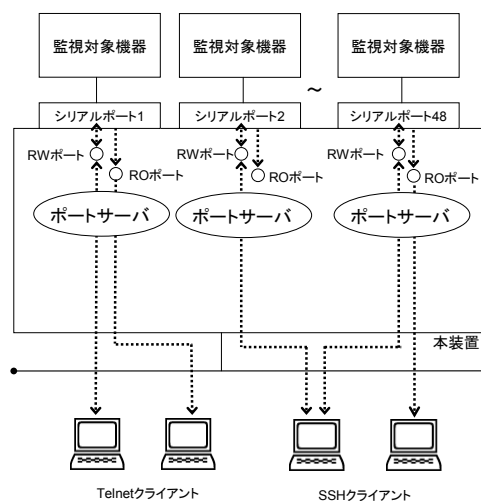 監視対象機器
監視対象機器
監視対象機器
~
シリアルポート1
シリアルポート2
シリアルポート48
RWポート
RWポート
RWポート
ROポート
ROポート
ROポート
ポートサーバ
ポートサーバ
ポートサーバ
本装置
Telnetクライアント
SSHクライアント